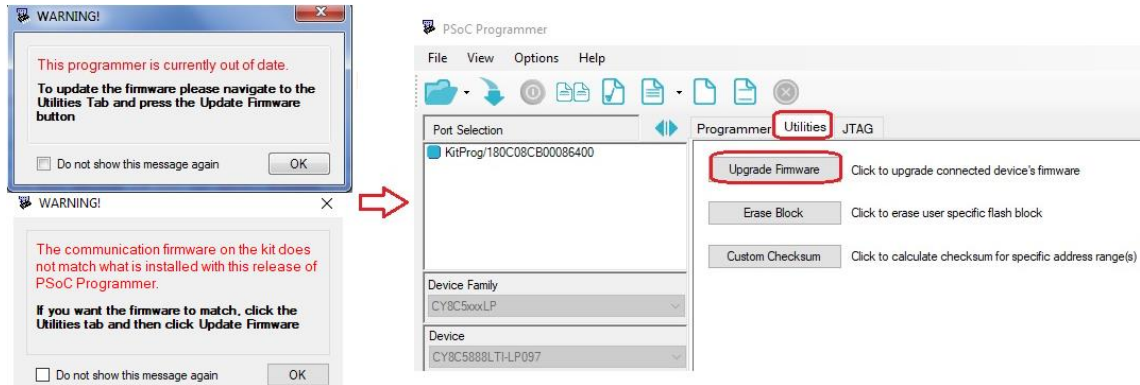 WARNING!
This programmer is currently out of date.
To update the firmware please navigate to the
Utilities Tab and press the Update Firmware
button
Do not show this message again
OK
WARNING!
The communication firmware on the kit does
not match what is installed with this release of
PSoC Programmer.
If you want the firmware to match, click the
Utilities tab and then click Update Firmware
Do not show this message again
OK
PSoC Programmer
File View Options Help
Port Selection
KitProg/180C08CB00086400
Device Family
CY8C5xxxLP
Device
CY8C5888LTI-LP097
Programmer Utilities JTAG
Upgrade Firmware Click to upgrade connected device's firmware
Erase Block Click to erase user specific flash block
Custom Checksum Click to calculate checksum for specific address range(s)